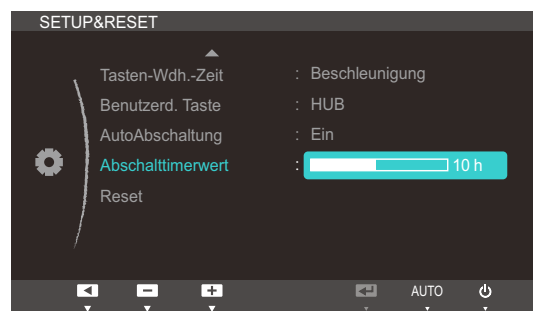 SETUP&RESET
Tasten-Wdh.-Zeit : Beschleunigung
Benutzerd. Taste : HUB
AutoAbschaltung : Ein
Abschalttimerwert : 10 h
Reset
AUTO